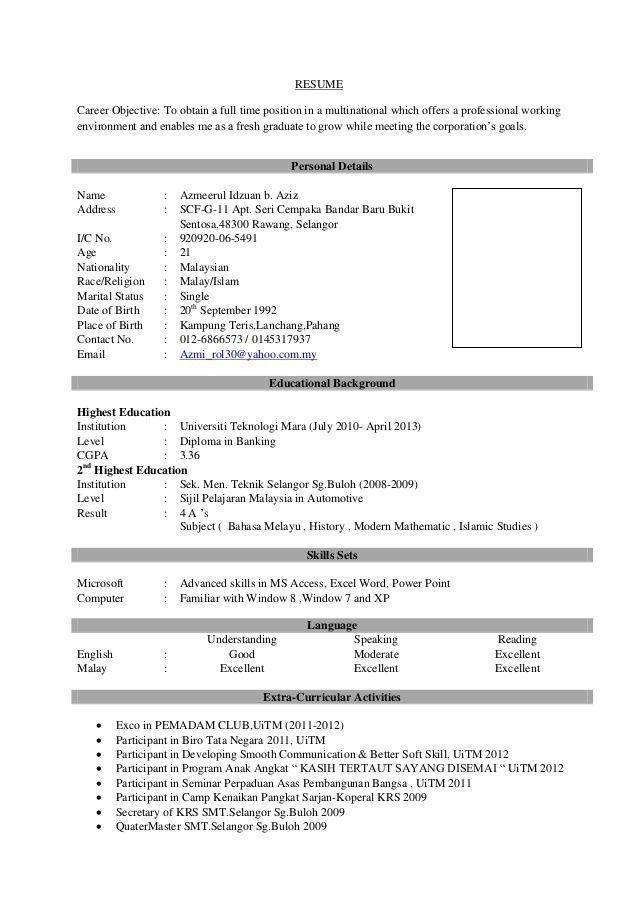 RESUME
Career Objective: To obtain a full time position in a multinational which offers a professional working
environment and enables me as a fresh graduate to grow while meeting the corporation's goals.
Personal Details
Name : Azmeerul Idzuan b. Aziz
Address : SCF-G-11 Apt. Seri Cempaka Bandar Baru Bukit
Sentosa,48300 Rawang, Selangor
I/C No. : 920920-06-5491
Age : 21
Nationality : Malaysian
Race/Religion : Malay/Islam
Marital Status : Single
Date of Birth : 20th September 1992
Place of Birth : Kampung Teris,Lanchang,Pahang
Contact No. : 012-6866573 / 0145317937
Email : Azmi_rol30@yahoo.com.my
Educational Background
Highest Education
Institution : Universiti Teknologi Mara (July 2010- April 2013)
Level : Diploma in Banking
CGPA : 3.36
2nd Highest Education
Institution : Sek. Men. Teknik Selangor Sg.Buloh (2008-2009)
Level : Sijil Pelajaran Malaysia in Automotive
Result : 4 A 's
Subject ( Bahasa Melayu , History , Modern Mathematic , Islamic Studies )
Skills Sets
Microsoft : Advanced skills in MS Access, Excel Word, Power Point
Computer : Familiar with Window 8 ,Window 7 and XP
Language
Understanding Speaking Reading
English : Good Moderate Excellent
Malay : Excellent Excellent Excellent
Extra-Curricular Activities
• Exco in PEMADAM CLUB,UiTM (2011-2012)
• Participant in Biro Tata Negara 2011, UiTM
• Participant in Developing Smooth Communication & Better Soft Skill, UiTM 2012
• Participant in Program Anak Angkat " KASIH TERTAUT SAYANG DISEMAI " UiTM 2012
• Participant in Seminar Perpaduan Asas Pembangunan Bangsa , UiTM 2011
• Participant in Camp Kenaikan Pangkat Sarjan-Koperal KRS 2009
• Secretary of KRS SMT.Selangor Sg.Buloh 2009
• QuaterMaster SMT.Selangor Sg.Buloh 2009